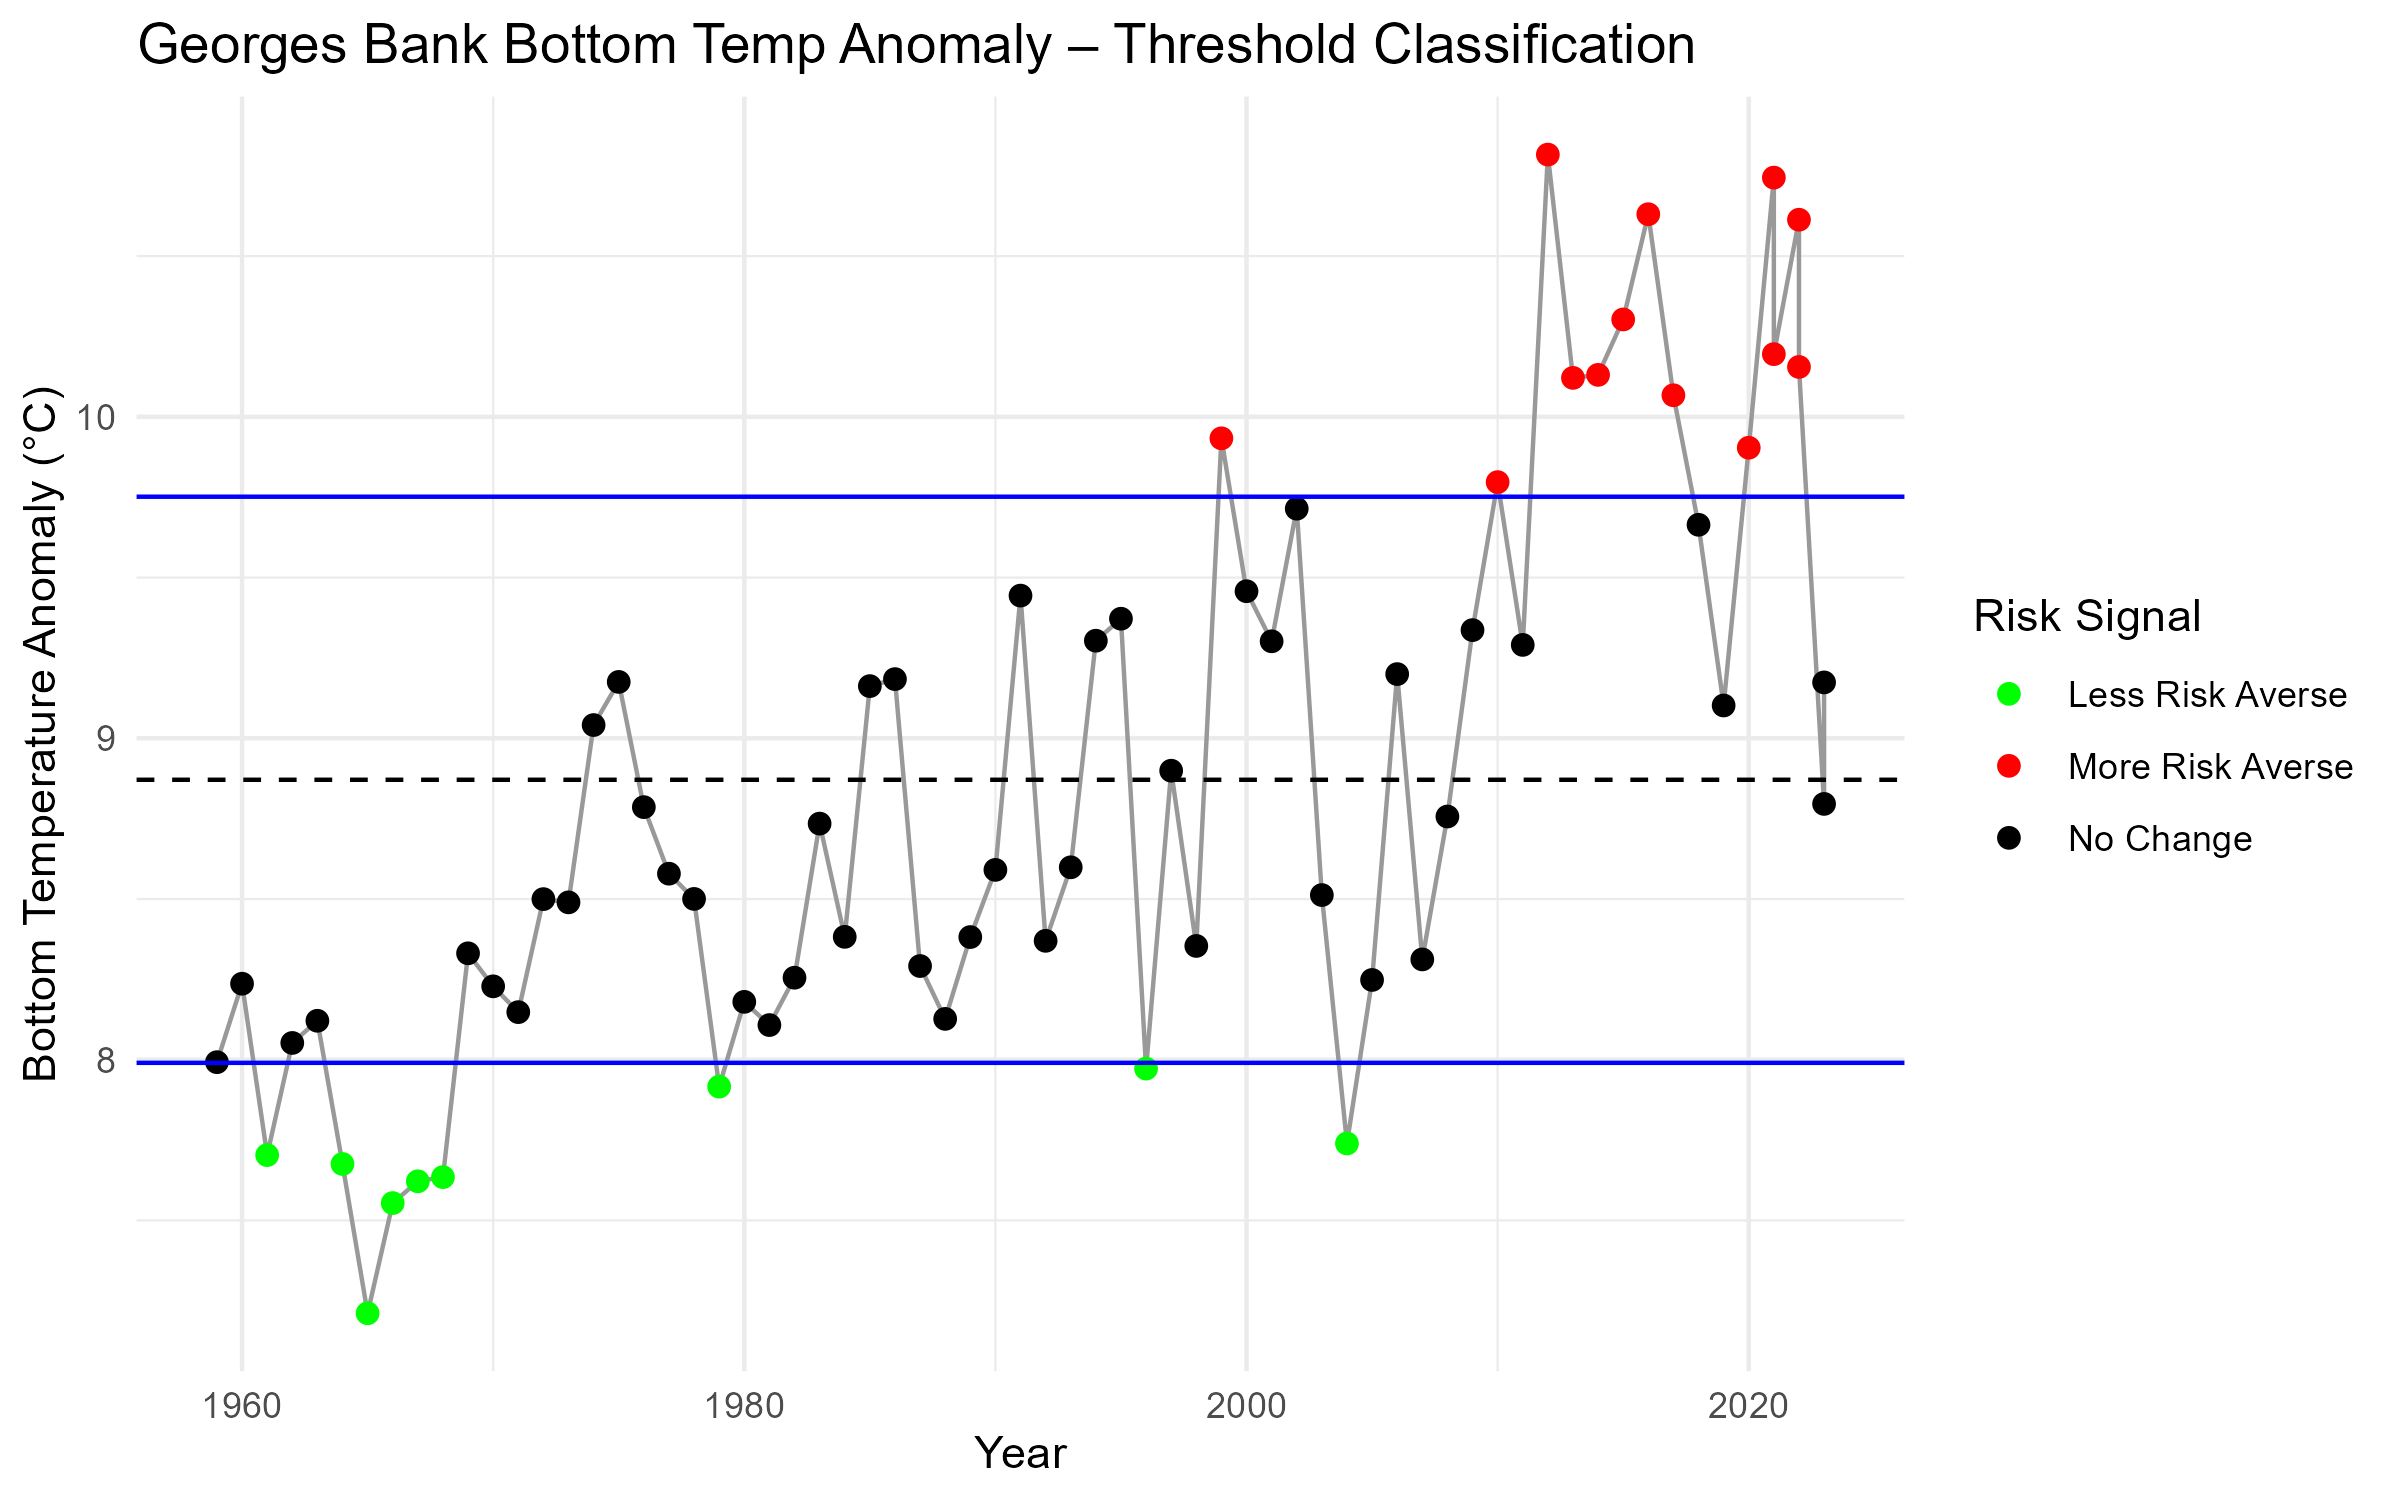 Georges Bank Bottom Temp Anomaly – Threshold Classification
Bottom Temperature Anomaly (°C)
10
9
8
1960
1980
2000
2020
Year
Risk Signal
Less Risk Averse
More Risk Averse
No Change